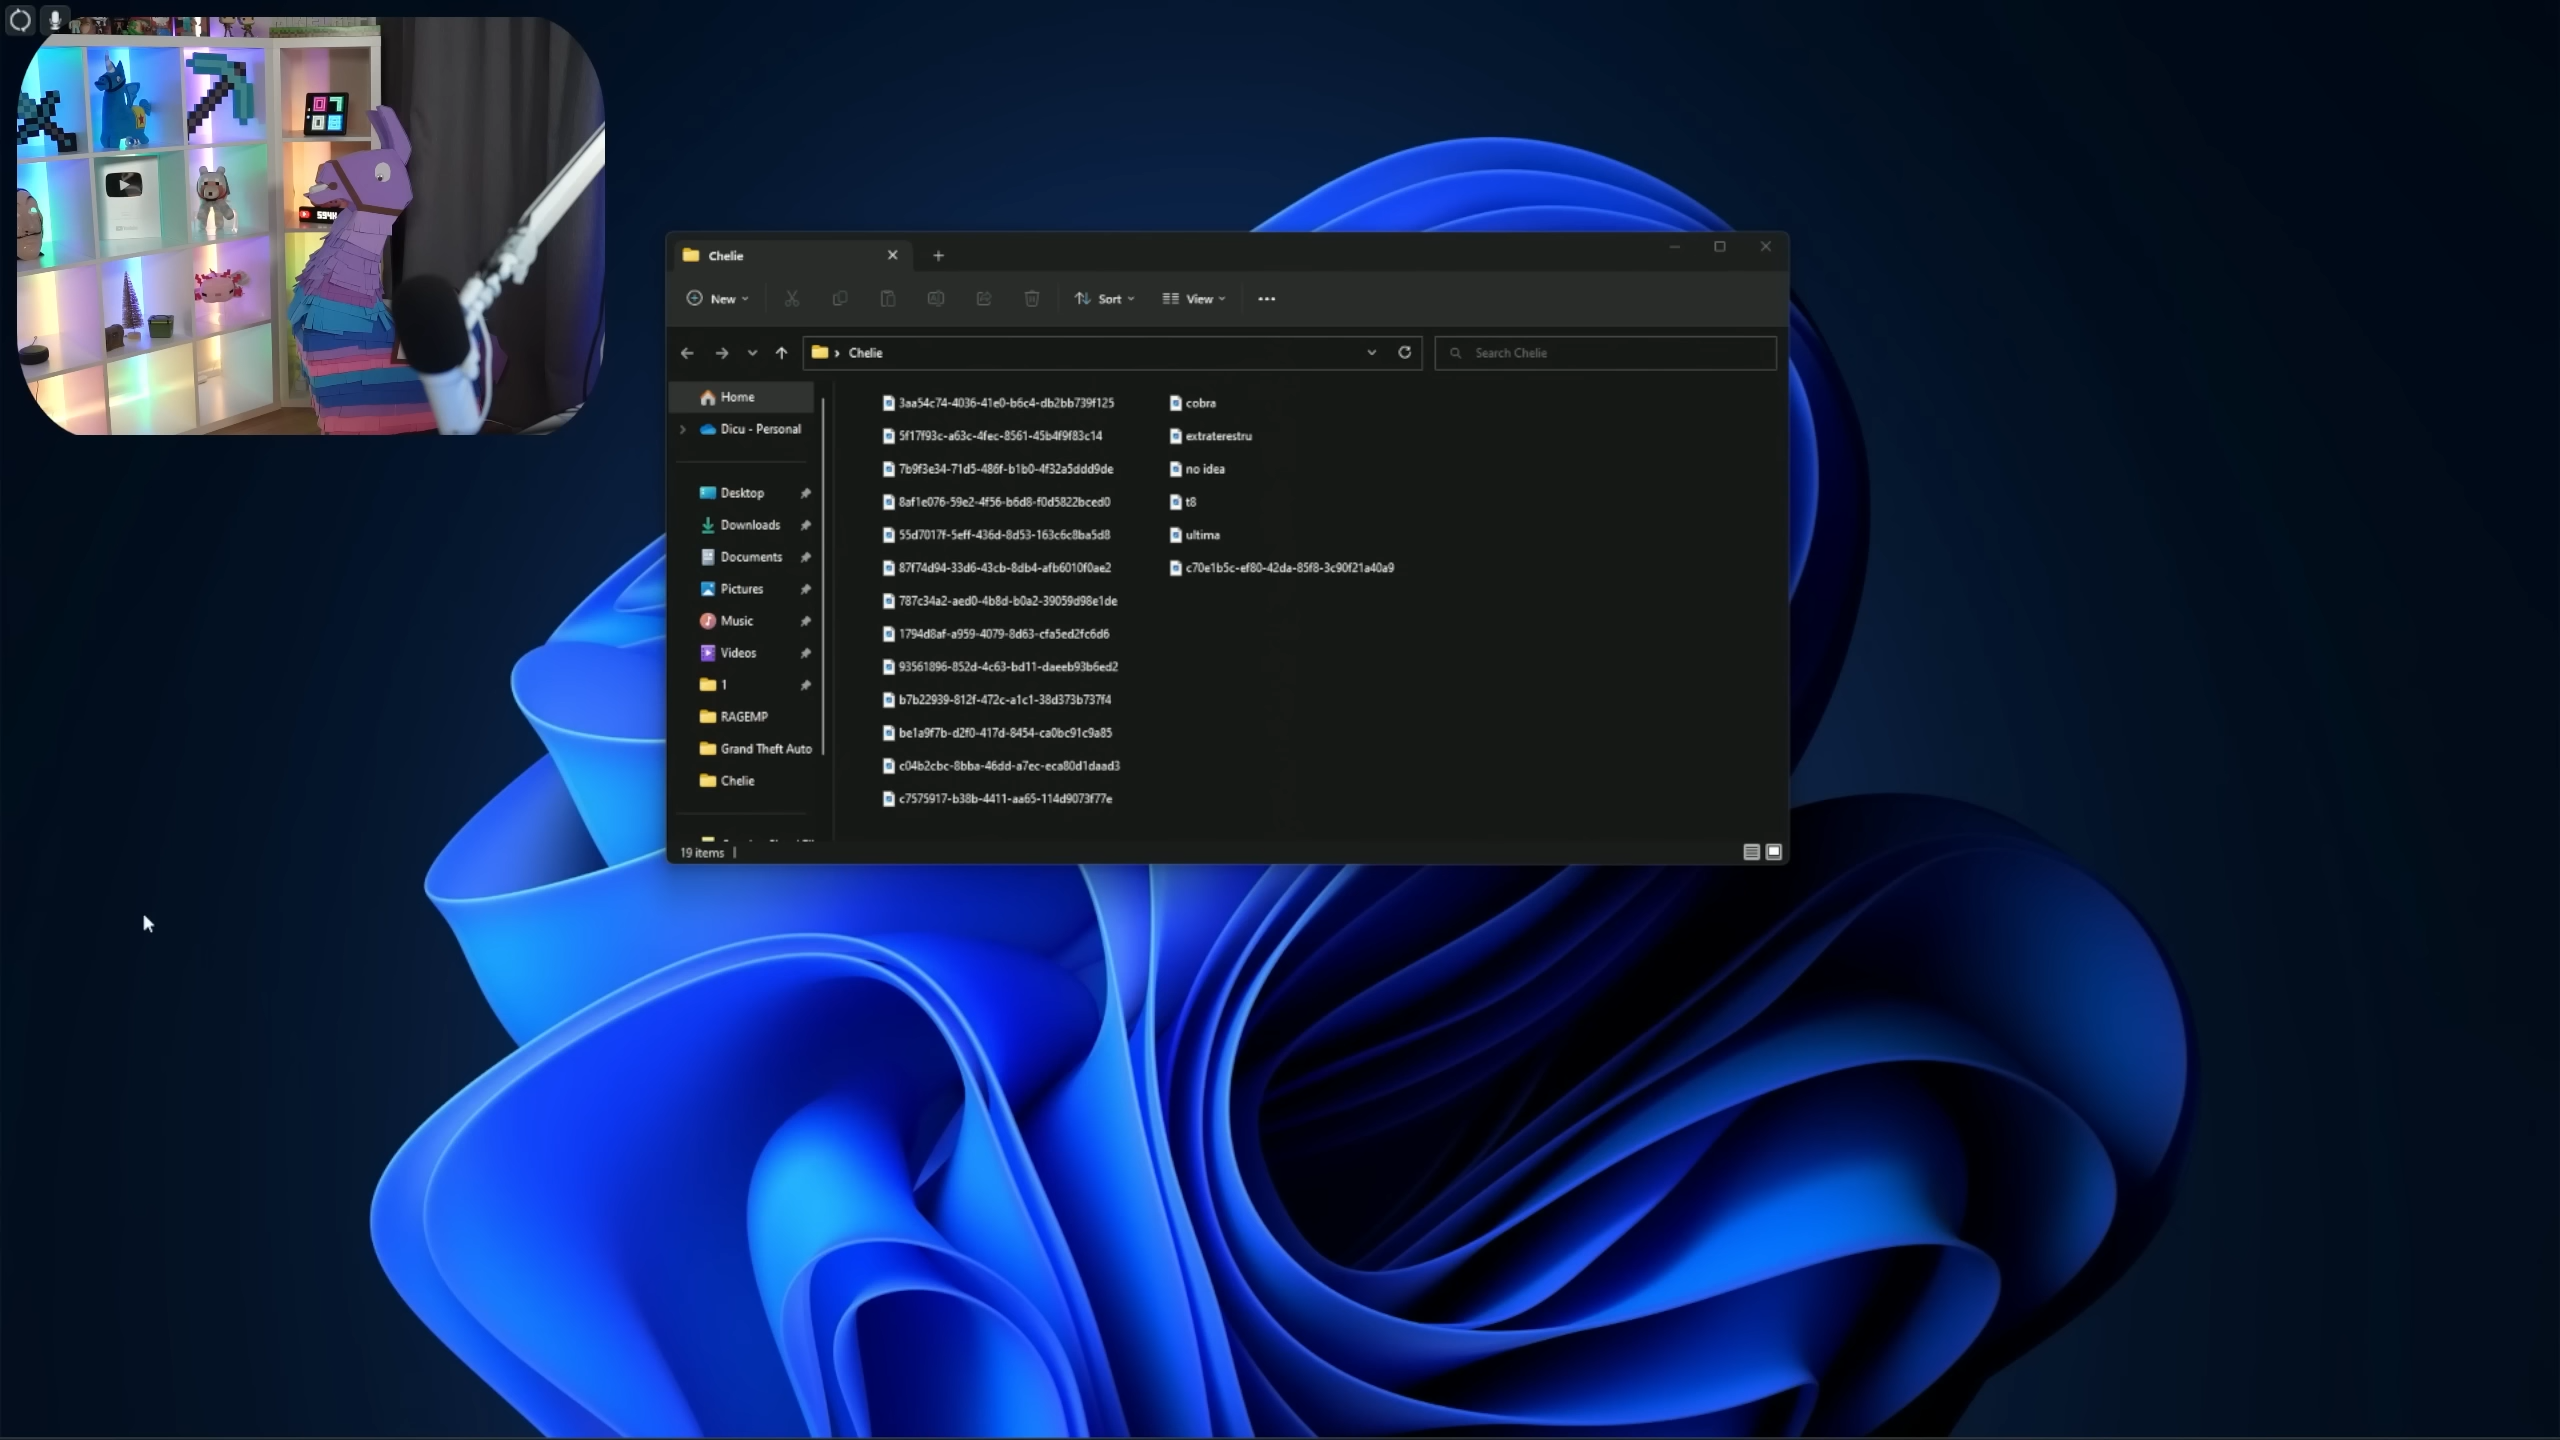 07
08
594K
Chelie
New
Sort
View
Chelie
Search Chelie
Home
Dicu - Personal
Desktop
Downloads
Documents
Pictures
Music
Videos
1
RAGEMP
Grand Theft Auto
Chelie
3aa54c74-4036-41e0-b6c4-db2bb739f125
5f17f93c-a63c-4fec-8561-45b4f9f83c14
7b9f3e34-71d5-486f-b1b0-4f32a5ddd9de
8af1e076-59e2-4f56-b6d8-f0d5822bced0
55d7017f-5eff-436d-8d53-163c6c8ba5d8
87f74d94-33d6-43cb-8db4-afb6010f0ae2
787c34a2-aed0-4b8d-b0a2-39059d98e1de
1794d8af-a959-4079-8d63-cfa5ed2fc6d6
93561896-852d-4c63-bd11-daeeb93b6ed2
b7b22939-812f-472c-a1c1-38d373b737f4
be1a9f7b-d2f0-417d-8454-ca0bc91c9a85
c04b2cbc-8bba-46dd-a7ec-eca80d1daad3
c7575917-b38b-4411-aa65-114d9073f77e
cobra
extraterestru
no idea
t8
ultima
c70e1b5c-ef80-42da-85f8-3c90f21a40a9
19 items